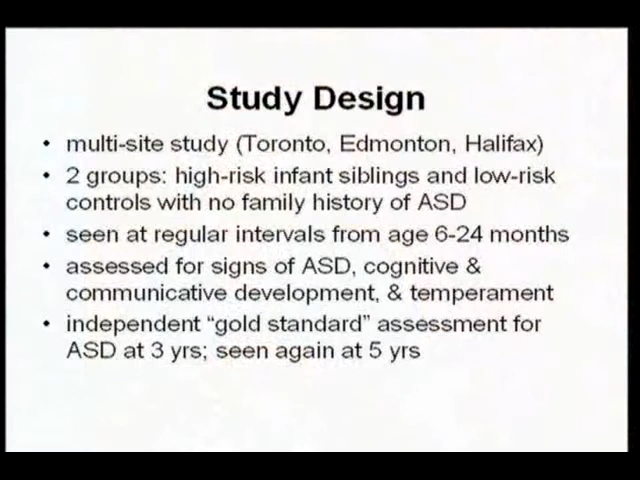 Study Design
• multi-site study (Toronto, Edmonton, Halifax)
• 2 groups: high-risk infant siblings and low-risk
controls with no family history of ASD
• seen at regular intervals from age 6-24 months
• assessed for signs of ASD, cognitive &
communicative development, & temperament
• independent “gold standard” assessment for
ASD at 3 yrs; seen again at 5 yrs